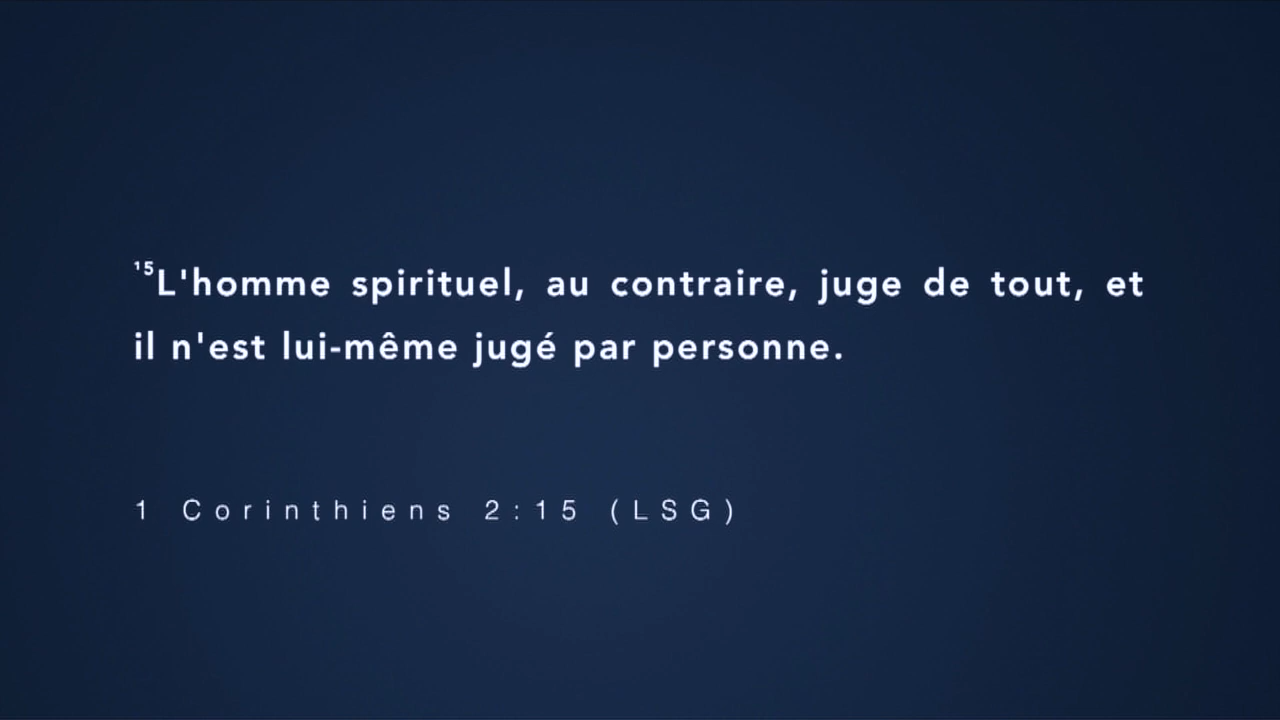 ¹⁵L'homme spirituel, au contraire, juge de tout, et
il n'est lui-même jugé par personne.
1 Corinthiens 2:15 (LSG)